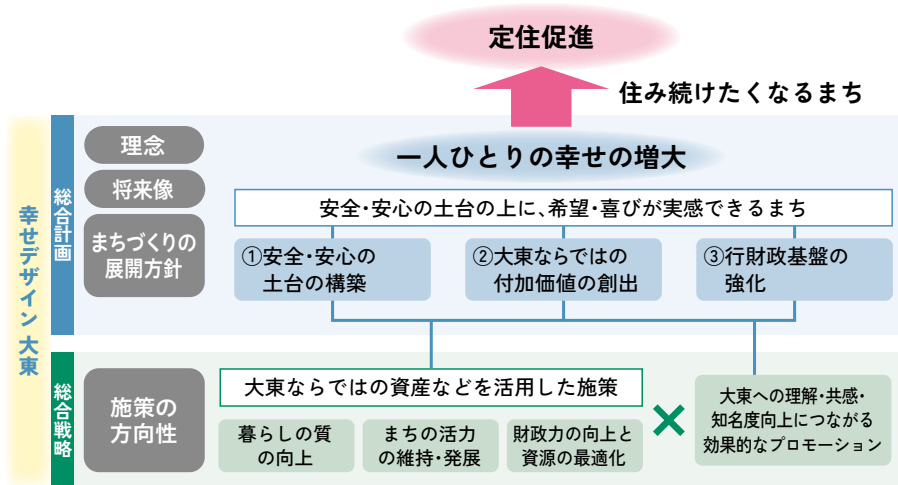 定住促進
住み続けたくなるまち
幸せデザイン 大東
総合計画
理念
一人ひとりの幸せの増大
将来像
安全・安心の土台の上に、希望・喜びが実感できるまち
まちづくりの
展開方針
①安全・安心の
土台の構築
②大東ならではの
付加価値の創出
③行財政基盤の
強化
総合戦略
施策の
方向性
大東ならではの資産などを活用した施策
暮らしの質
の向上
まちの活力
の維持・発展
財政力の向上と
資源の最適化
×
大東への理解・共感・
知名度向上につながる
効果的なプロモーション